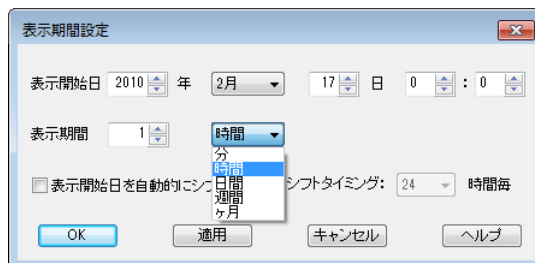 表示期間設定
表示開始日 2010 年 2月 17 日 0 : 0
表示期間 1 時間
分
時間
日間
週間
ヶ月
表示開始日を自動的にシフ シフトタイミング: 24 時間毎
OK 適用 キャンセル ヘルプ